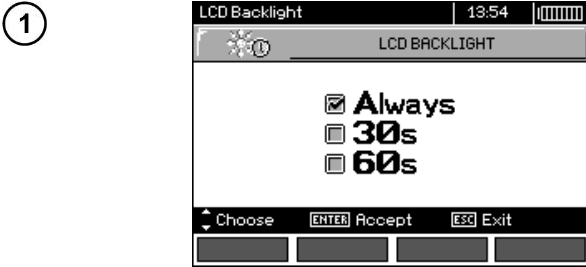 1
LCD Backlight 13:54
LCD BACKLIGHT
Always
30s
60s
Choose ENTER Accept ESC Exit